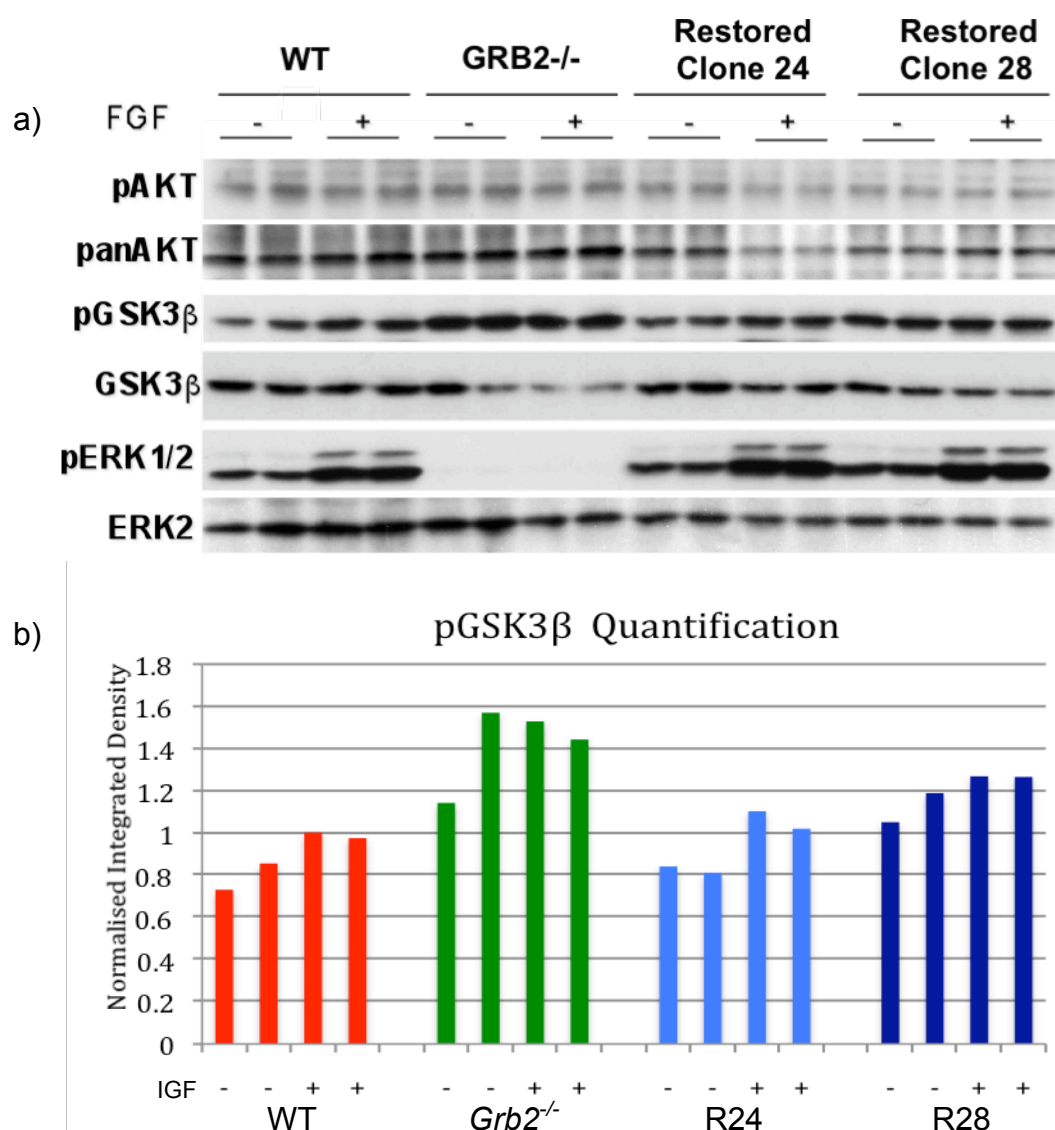 WT GRB2-/- Restored Clone 24 Restored Clone 28
a) FGF - + - + - + - +
pAKT
panAKT
pGSK3β
GSK3β
pERK1/2
ERK2
b)
pGSK3β Quantification
Normalised Integrated Density
1.8
1.6
1.4
1.2
1
0.8
0.6
0.4
0.2
0
IGF - - + + - - + + - - + + - - + +
WT Grb2-/- R24 R28